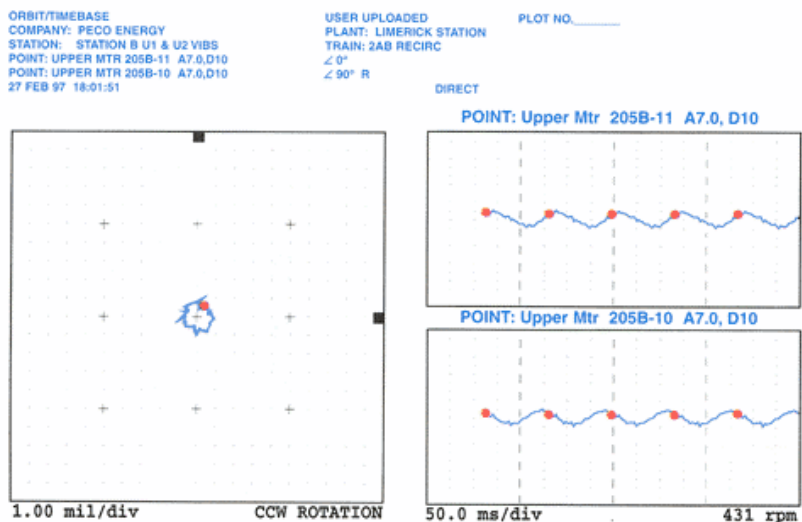 ORBIT/TIMEBASE
COMPANY: PECO ENERGY
STATION: STATION B U1 & U2 VIBS
POINT: UPPER MTR 205B-11 A7.0,D10
POINT: UPPER MTR 205B-10 A7.0,D10
27 FEB 97 18:01:51
USER UPLOADED
PLANT: LIMERICK STATION
TRAIN: 2AB RECIRC
∠ 0°
∠ 90° R
PLOT NO.______
DIRECT
POINT: Upper Mtr 205B-11 A7.0, D10
POINT: Upper Mtr 205B-10 A7.0, D10
1.00 mil/div CCW ROTATION
50.0 ms/div 431 rpm